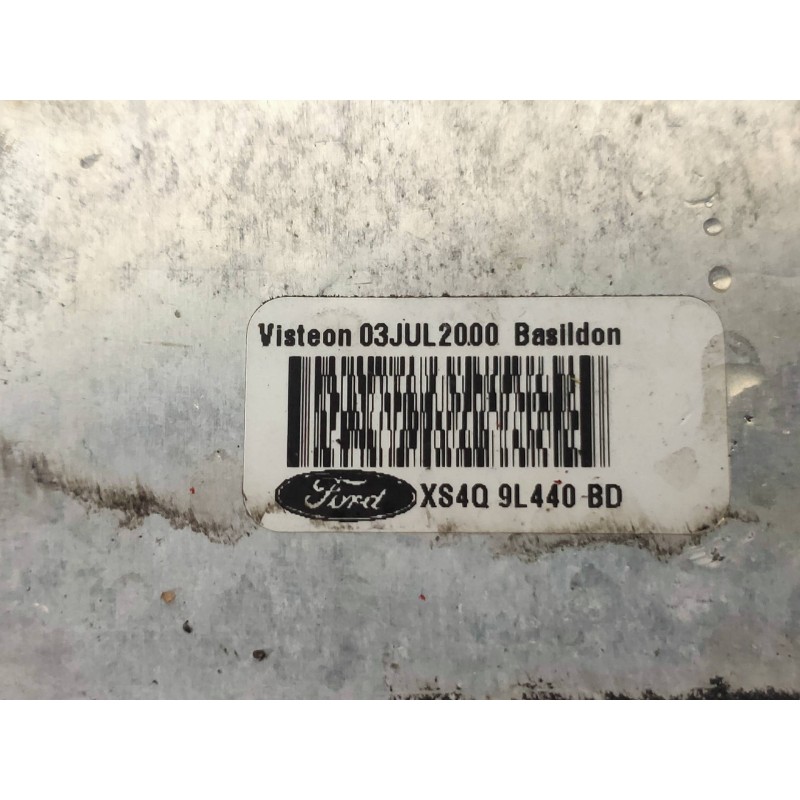 Visteon 03JUL2000 Basildon
Ford XS4Q 9L440-BD